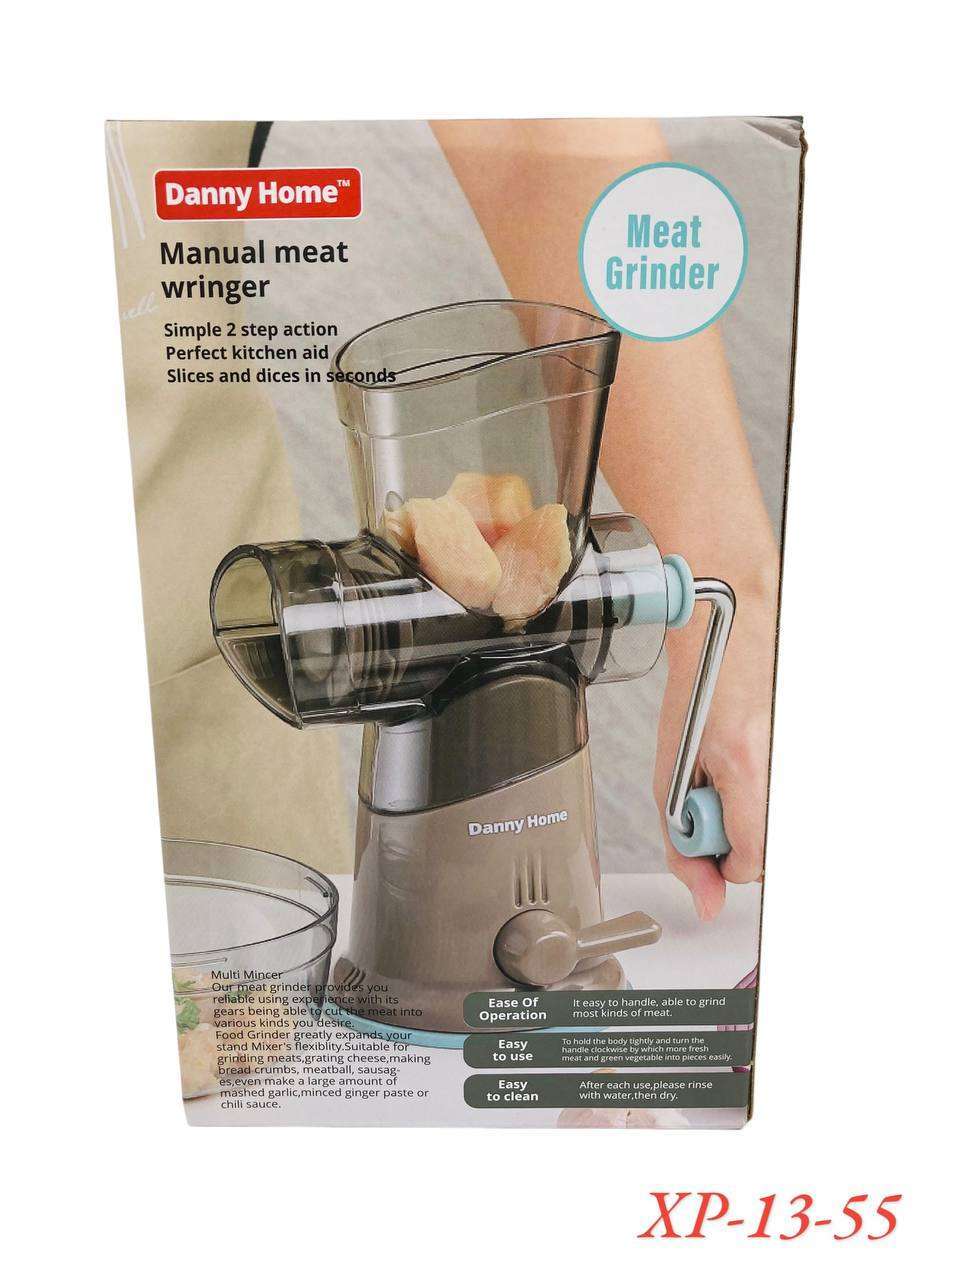 Danny Home™
Manual meat
wringer
Simple 2 step action
Perfect kitchen aid
Slices and dices in seconds
Meat
Grinder
Danny Home
Multi Mincer
Our meat grinder provides you
reliable using experience with its
gears being able to cut the meat into
various kinds you desire.
Food Grinder greatly expands your
stand Mixer's flexiblity.Suitable for
grinding meats,grating cheese,making
bread crumbs, meatball, sausag-
es,even make a large amount of
mashed garlic,minced ginger paste or
chili sauce.
Ease Of
Operation
It easy to handle, able to grind
most kinds of meat.
Easy
to use
To hold the body tightly and turn the
handle clockwise by which more fresh
meat and green vegetable into pieces easily.
Easy
to clean
After each use,please rinse
with water,then dry.
XP-13-55